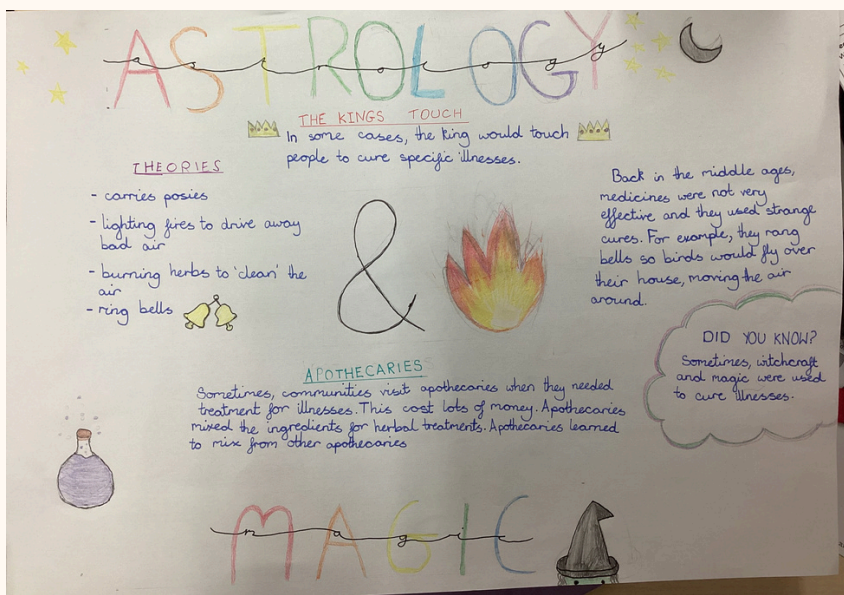 ASTROLOGY
astrology
THE KINGS TOUCH
In some cases, the king would touch
people to cure specific illnesses.
THEORIES
- carries posies
- lighting fires to drive away
bad air
- burning herbs to 'clean' the
air
- ring bells
&
Back in the middle ages,
medicines were not very
effective and they used strange
cures. For example, they rang
bells so birds would fly over
their house, moving the air
around.
DID YOU KNOW?
Sometimes, witchcraft
and magic were used
to cure illnesses.
APOTHECARIES
Sometimes, communities visit apothecaries when they needed
treatment for illnesses. This cost lots of money. Apothecaries
mixed the ingredients for herbal treatments. Apothecaries learned
to mix from other apothecaries
MAGIC
magic